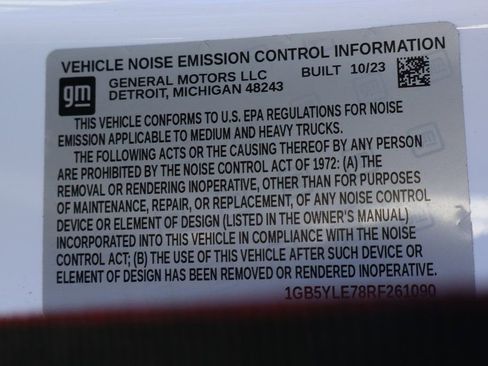 VEHICLE NOISE EMISSION CONTROL INFORMATION
gm
GENERAL MOTORS LLC BUILT 10/23
DETROIT, MICHIGAN 48243
THIS VEHICLE CONFORMS TO U.S. EPA REGULATIONS FOR NOISE
EMISSION APPLICABLE TO MEDIUM AND HEAVY TRUCKS.
THE FOLLOWING ACTS OR THE CAUSING THEREOF BY ANY PERSON
ARE PROHIBITED BY THE NOISE CONTROL ACT OF 1972: (A) THE
REMOVAL OR RENDERING INOPERATIVE, OTHER THAN FOR PURPOSES
OF MAINTENANCE, REPAIR, OR REPLACEMENT, OF ANY NOISE CONTROL
DEVICE OR ELEMENT OF DESIGN (LISTED IN THE OWNER'S MANUAL)
INCORPORATED INTO THIS VEHICLE IN COMPLIANCE WITH THE NOISE
CONTROL ACT; (B) THE USE OF THIS VEHICLE AFTER SUCH DEVICE OR
ELEMENT OF DESIGN HAS BEEN REMOVED OR RENDERED INOPERATIVE.
1GB5YLE78RF261090